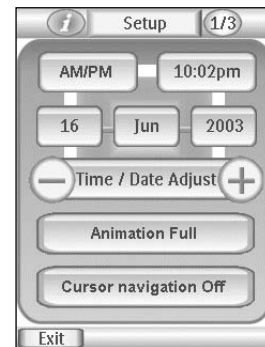 i Setup 1/3
AM/PM 10:02pm
16 Jun 2003
− Time / Date Adjust +
Animation Full
Cursor navigation Off
Exit